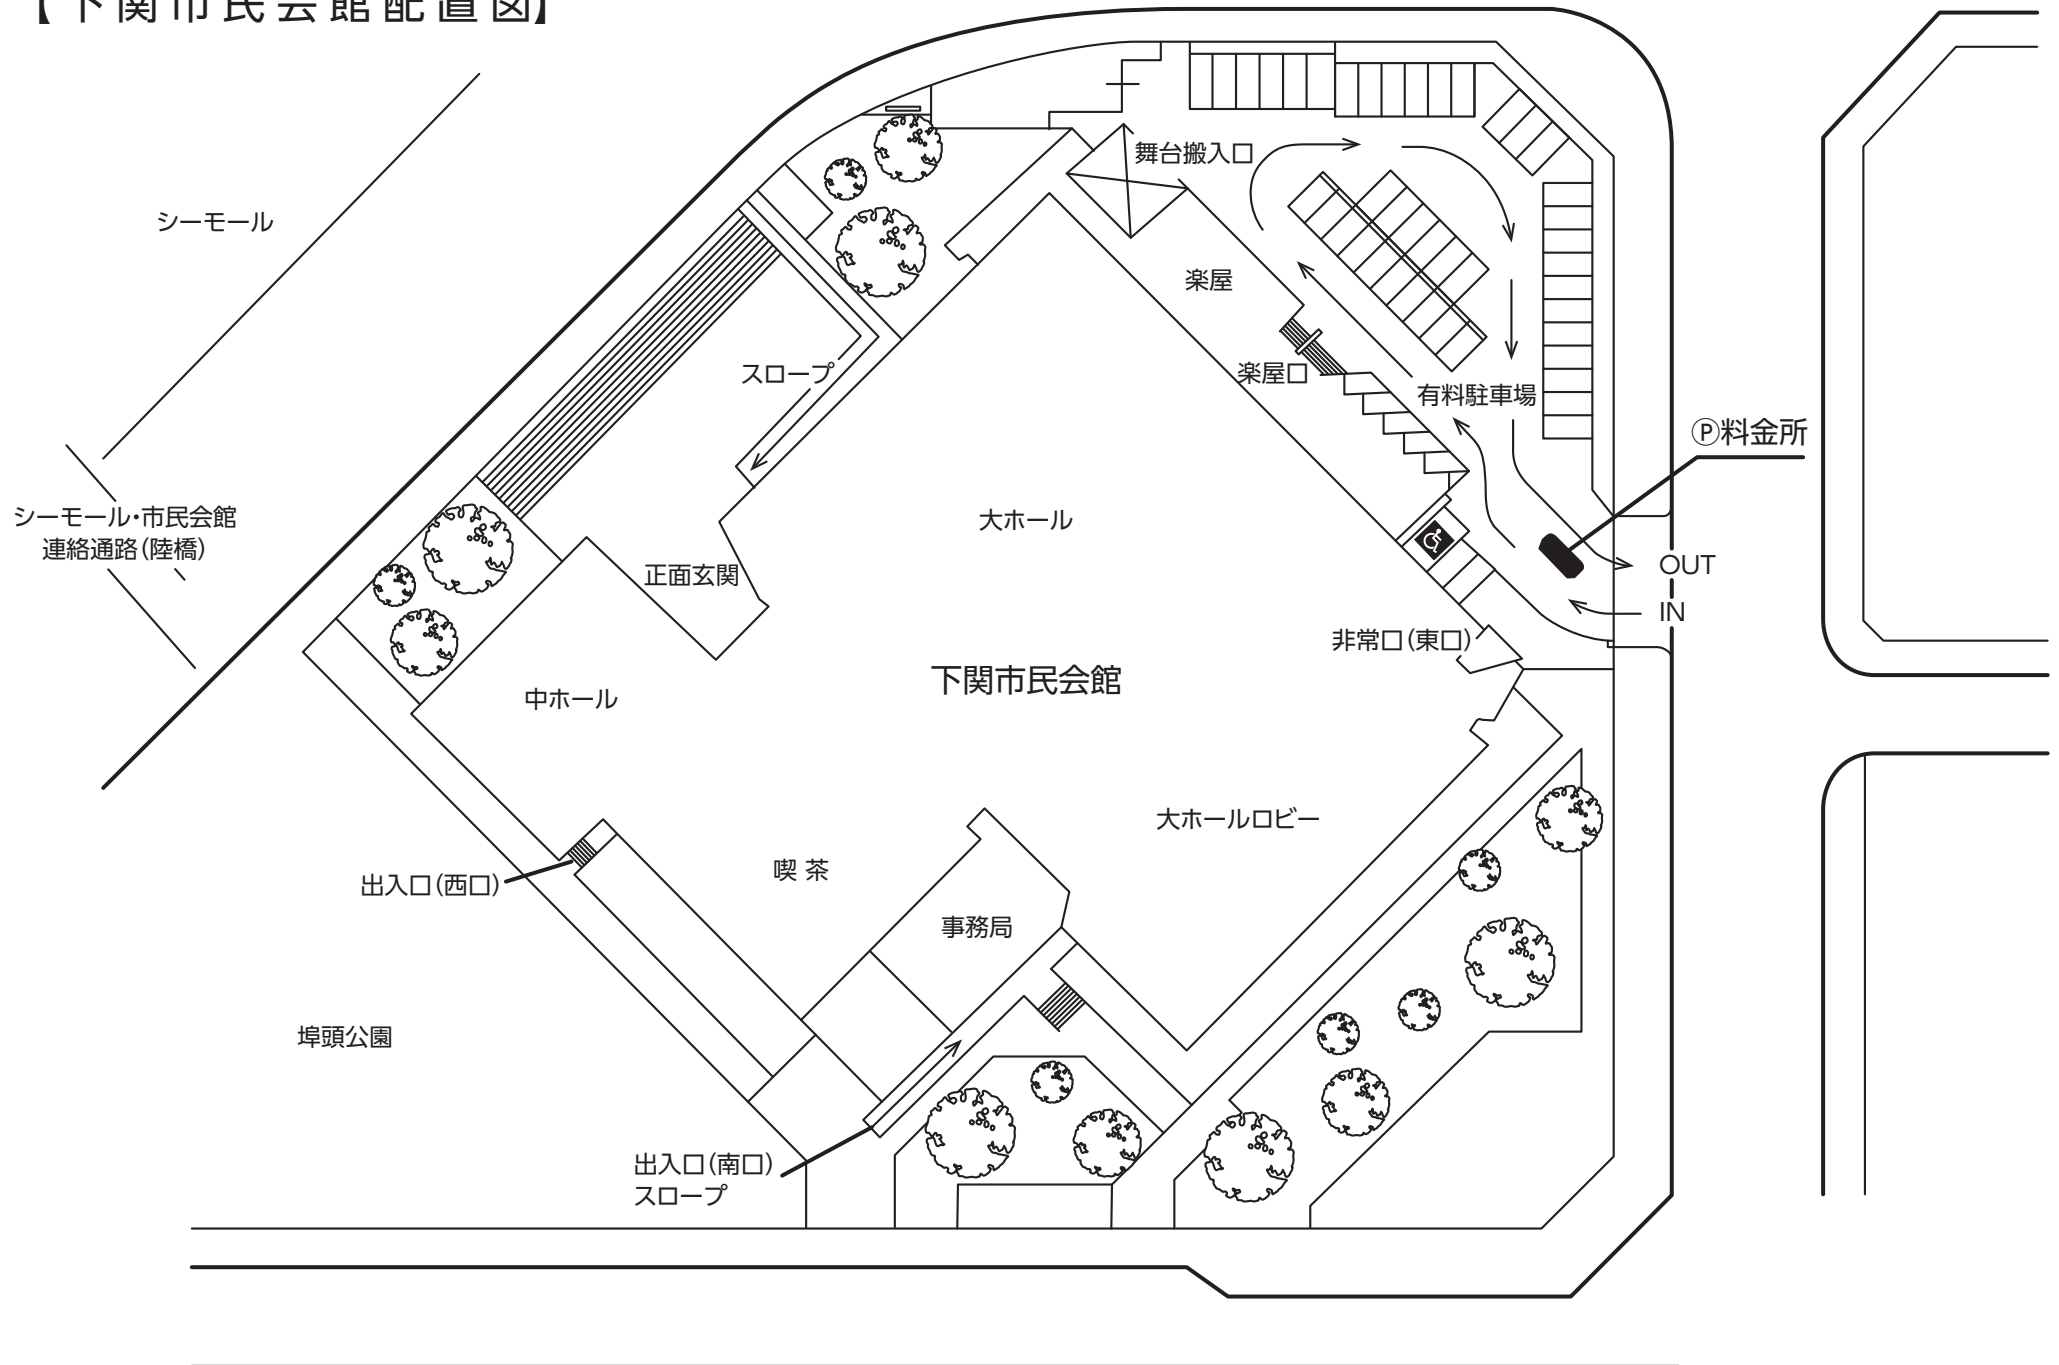 【下関市民会館配置図】
舞台搬入口
シーモール
楽屋
スロープ
楽屋口
有料駐車場
Ⓟ料金所
シーモール・市民会館
連絡通路(陸橋)
大ホール
正面玄関
OUT
IN
非常口(東口)
下関市民会館
中ホール
大ホールロビー
喫 茶
出入口(西口)
事務局
埠頭公園
出入口(南口)
スロープ